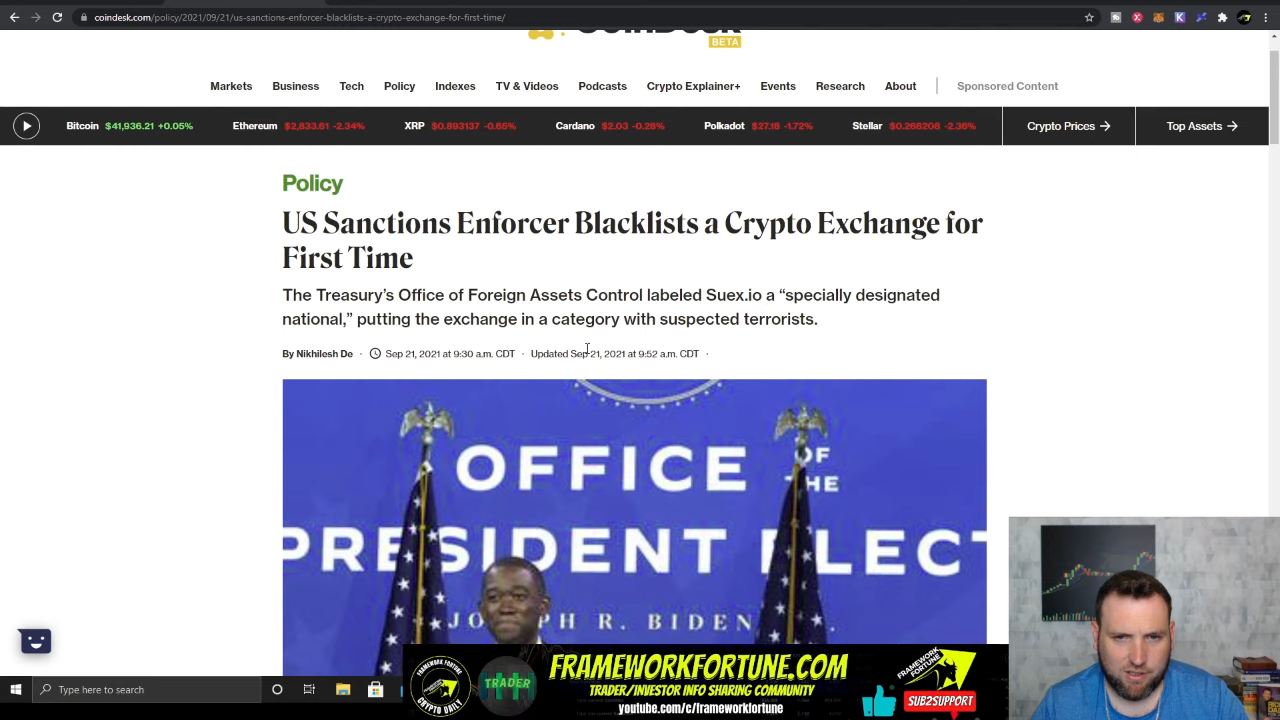 coindesk.com/policy/2021/09/21/us-sanctions-enforcer-blacklists-a-crypto-exchange-for-first-time/
CoinDesk
BETA
Markets Business Tech Policy Indexes TV & Videos Podcasts Crypto Explainer+ Events Research About Sponsored Content
Bitcoin $41,936.21 +0.05% Ethereum $2,833.61 -2.34% XRP $0.893137 -0.65% Cardano $2.03 -0.28% Polkadot $27.18 -1.72% Stellar $0.268208 -2.36% Crypto Prices → Top Assets →
Policy
US Sanctions Enforcer Blacklists a Crypto Exchange for
First Time
The Treasury's Office of Foreign Assets Control labeled Suex.io a “specially designated
national,” putting the exchange in a category with suspected terrorists.
By Nikhilesh De · Sep 21, 2021 at 9:30 a.m. CDT · Updated Sep 21, 2021 at 9:52 a.m. CDT ·
OFFICE OF
THE
PRESIDENT ELECT
BIDEN
FRAMEWORKFORTUNE.COM
TRADER/INVESTOR INFO SHARING COMMUNITY
youtube.com/c/frameworkfortune
FRAMEWORK FORTUNE
CRYPTO DAILY
TRADER
FRAMEWORK
FORTUNE
SUB2SUPPORT
Type here to search